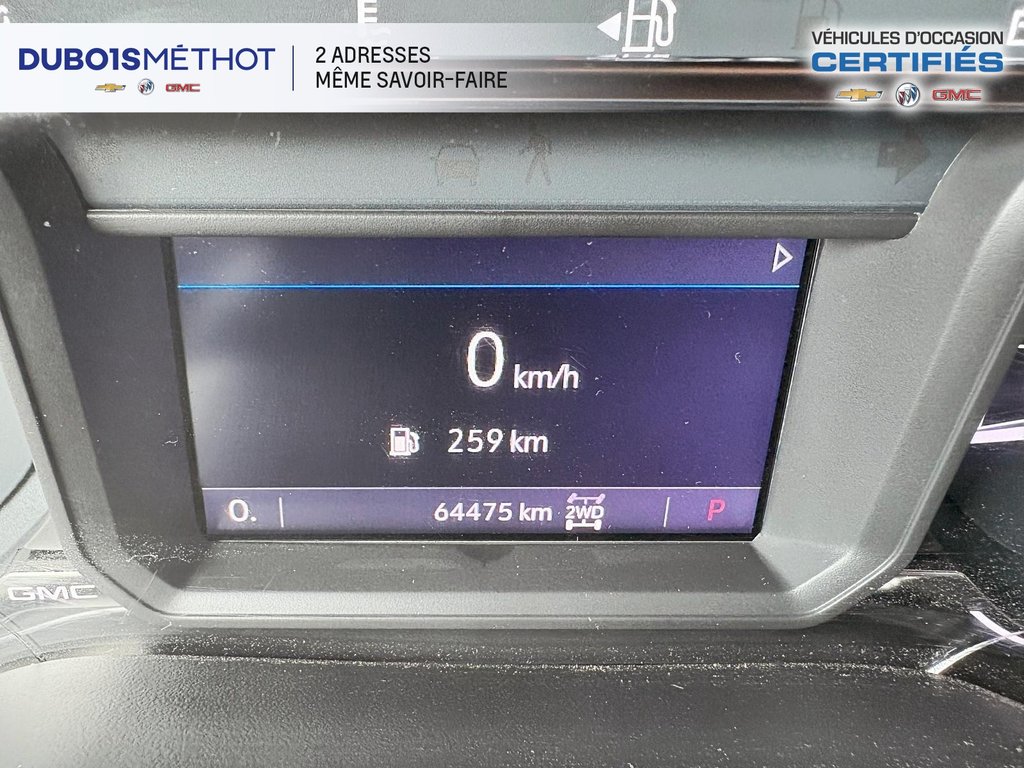 E
DUBOISMÉTHOT
GMC
2 ADRESSES
MÊME SAVOIR-FAIRE
VÉHICULES D'OCCASION
CERTIFIÉS
GMC
0 km/h
259 km
O.
64475 km
2WD
P
GMC